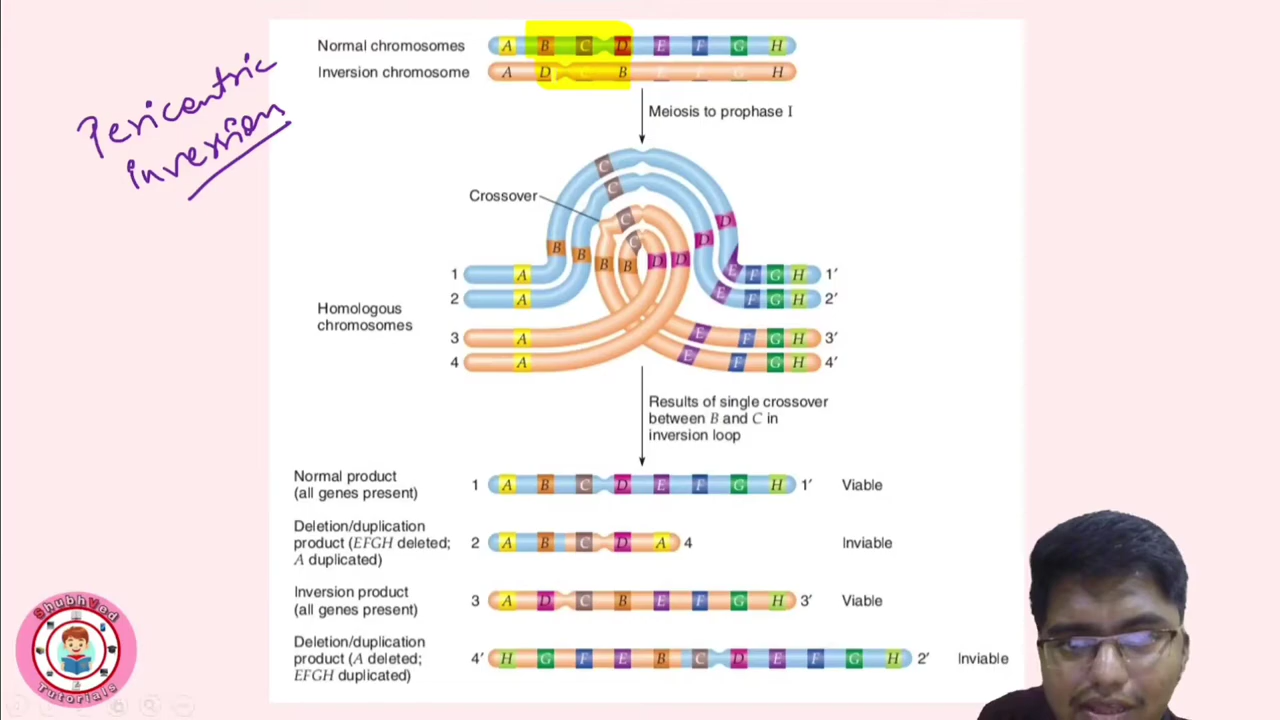 Pericentric
inversion
Normal chromosomes A B C D E F G H
Inversion chromosome A D C B E F G H
Meiosis to prophase I
Crossover
C
C
C
C
D
D
B B B B D D
1 A E F G H 1′
2 A E F G H 2′
Homologous
chromosomes
3 A E F G H 3′
4 A E F G H 4′
Results of single crossover
between B and C in
inversion loop
Normal product
(all genes present)
1 A B C D E F G H 1′ Viable
Deletion/duplication
product (EFGH deleted;
A duplicated)
2 A B C D A 4 Inviable
Inversion product
(all genes present)
3 A D C B E F G H 3′ Viable
Deletion/duplication
product (A deleted;
EFGH duplicated)
4′ H G F E B C D E F G H 2′ Inviable
ShubhVed
Tutorials